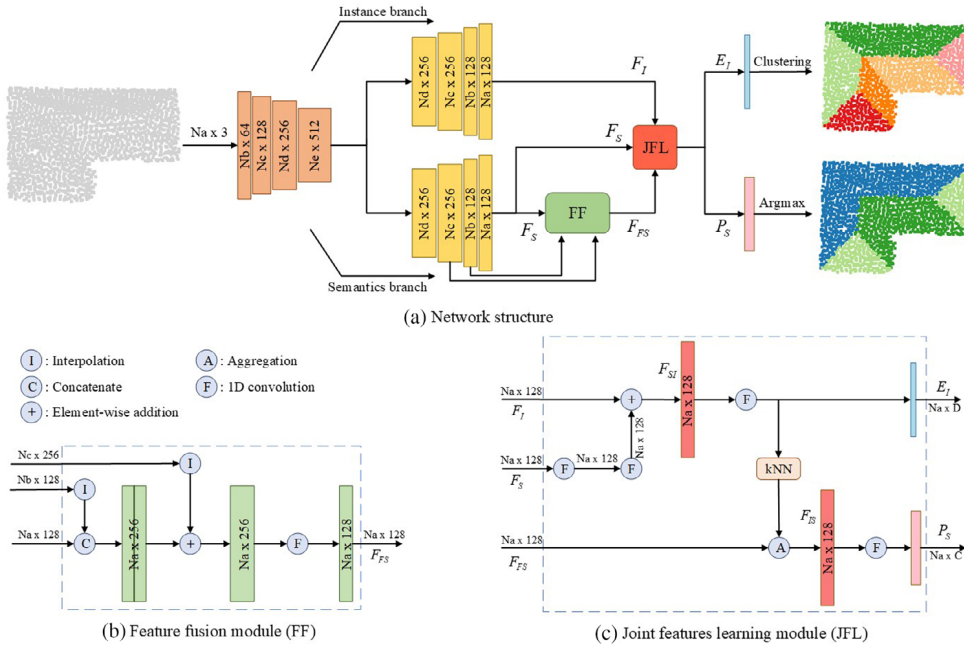 Instance branch
Na x 3
Nb x 64
Nc x 128
Nd x 256
Ne x 512
Nd x 256
Nc x 256
Nb x 128
Na x 128
Nd x 256
Nc x 256
Nb x 128
Na x 128
Semantics branch
F_I
F_S
JFL
F_S
FF
F_FS
E_I
Clustering
P_S
Argmax
(a) Network structure
I : Interpolation
A : Aggregation
C : Concatenate
F : 1D convolution
+ : Element-wise addition
Nc x 256
I
Nb x 128
I
Na x 128
C
Na x 256
+
Na x 256
F
Na x 128
Na x 128
F_FS
(b) Feature fusion module (FF)
Na x 128
F_I
+
F_SI
Na x 128
F
E_I
Na x D
Na x 128
Na x 128
F_S
F
Na x 128
F
kNN
Na x 128
F_FS
A
F_IS
Na x 128
F
P_S
Na x C
(c) Joint features learning module (JFL)